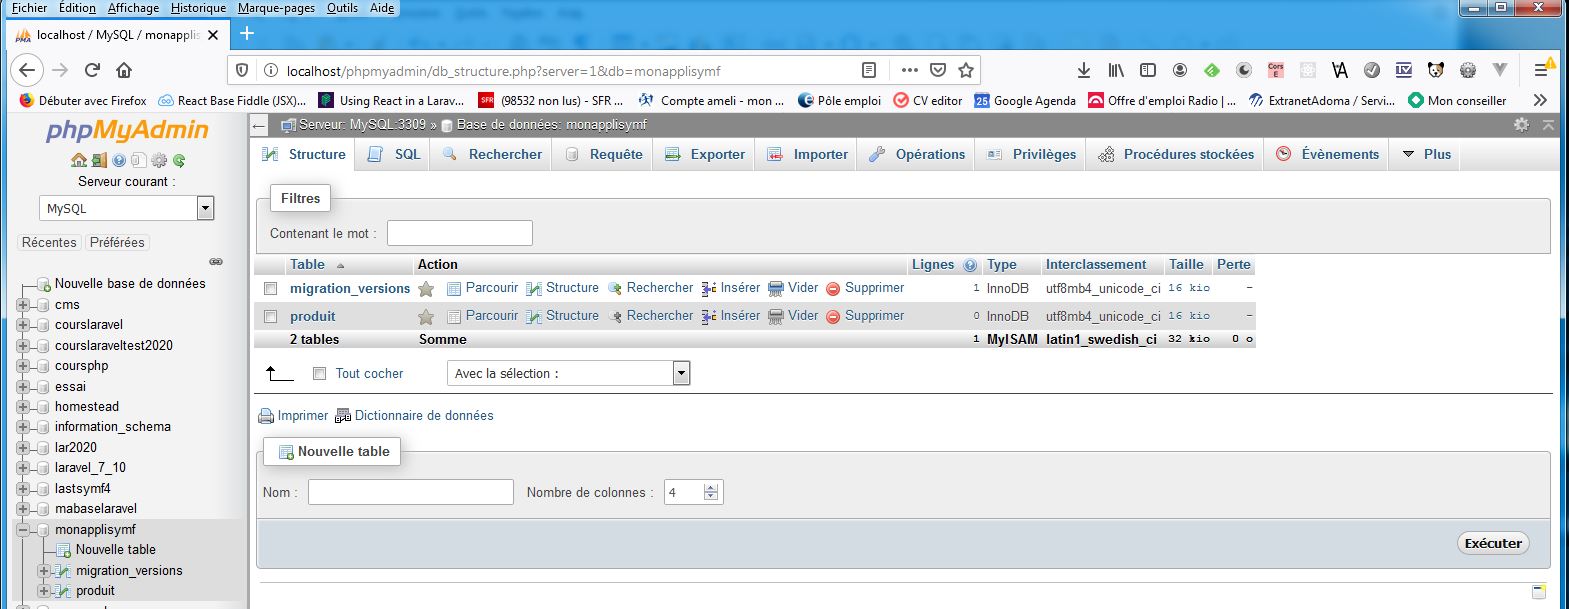 Fichier Édition Affichage Historique Marque-pages Outils Aide
localhost / MySQL / monapplis
localhost/phpmyadmin/db_structure.php?server=1&db=monapplisymf
Débuter avec Firefox React Base Fiddle (JSX)... Using React in a Larav... SFR (98532 non lus) - SFR ... Compte ameli - mon ... Pôle emploi CV editor 25 Google Agenda Offre d'emploi Radio | ... ExtranetAdoma / Servi... Mon conseiller
phpMyAdmin
Serveur courant :
MySQL
Récentes Préférées
Nouvelle base de données
cms
courslaravel
courslaraveltest2020
coursphp
essai
homestead
information_schema
lar2020
laravel_7_10
lastsymf4
mabaselaravel
monapplisymf
Nouvelle table
migration_versions
produit
Serveur: MySQL:3309 » Base de données: monapplisymf
Structure SQL Rechercher Requête Exporter Importer Opérations Privilèges Procédures stockées Évènements Plus
Filtres
Contenant le mot :
Table Action Lignes Type Interclassement Taille Perte
migration_versions Parcourir Structure Rechercher Insérer Vider Supprimer 1 InnoDB utf8mb4_unicode_ci 16 kio -
produit Parcourir Structure Rechercher Insérer Vider Supprimer 0 InnoDB utf8mb4_unicode_ci 16 kio -
2 tables Somme 1 MyISAM latin1_swedish_ci 32 kio 0 o
Tout cocher Avec la sélection :
Imprimer Dictionnaire de données
Nouvelle table
Nom : Nombre de colonnes : 4
Exécuter